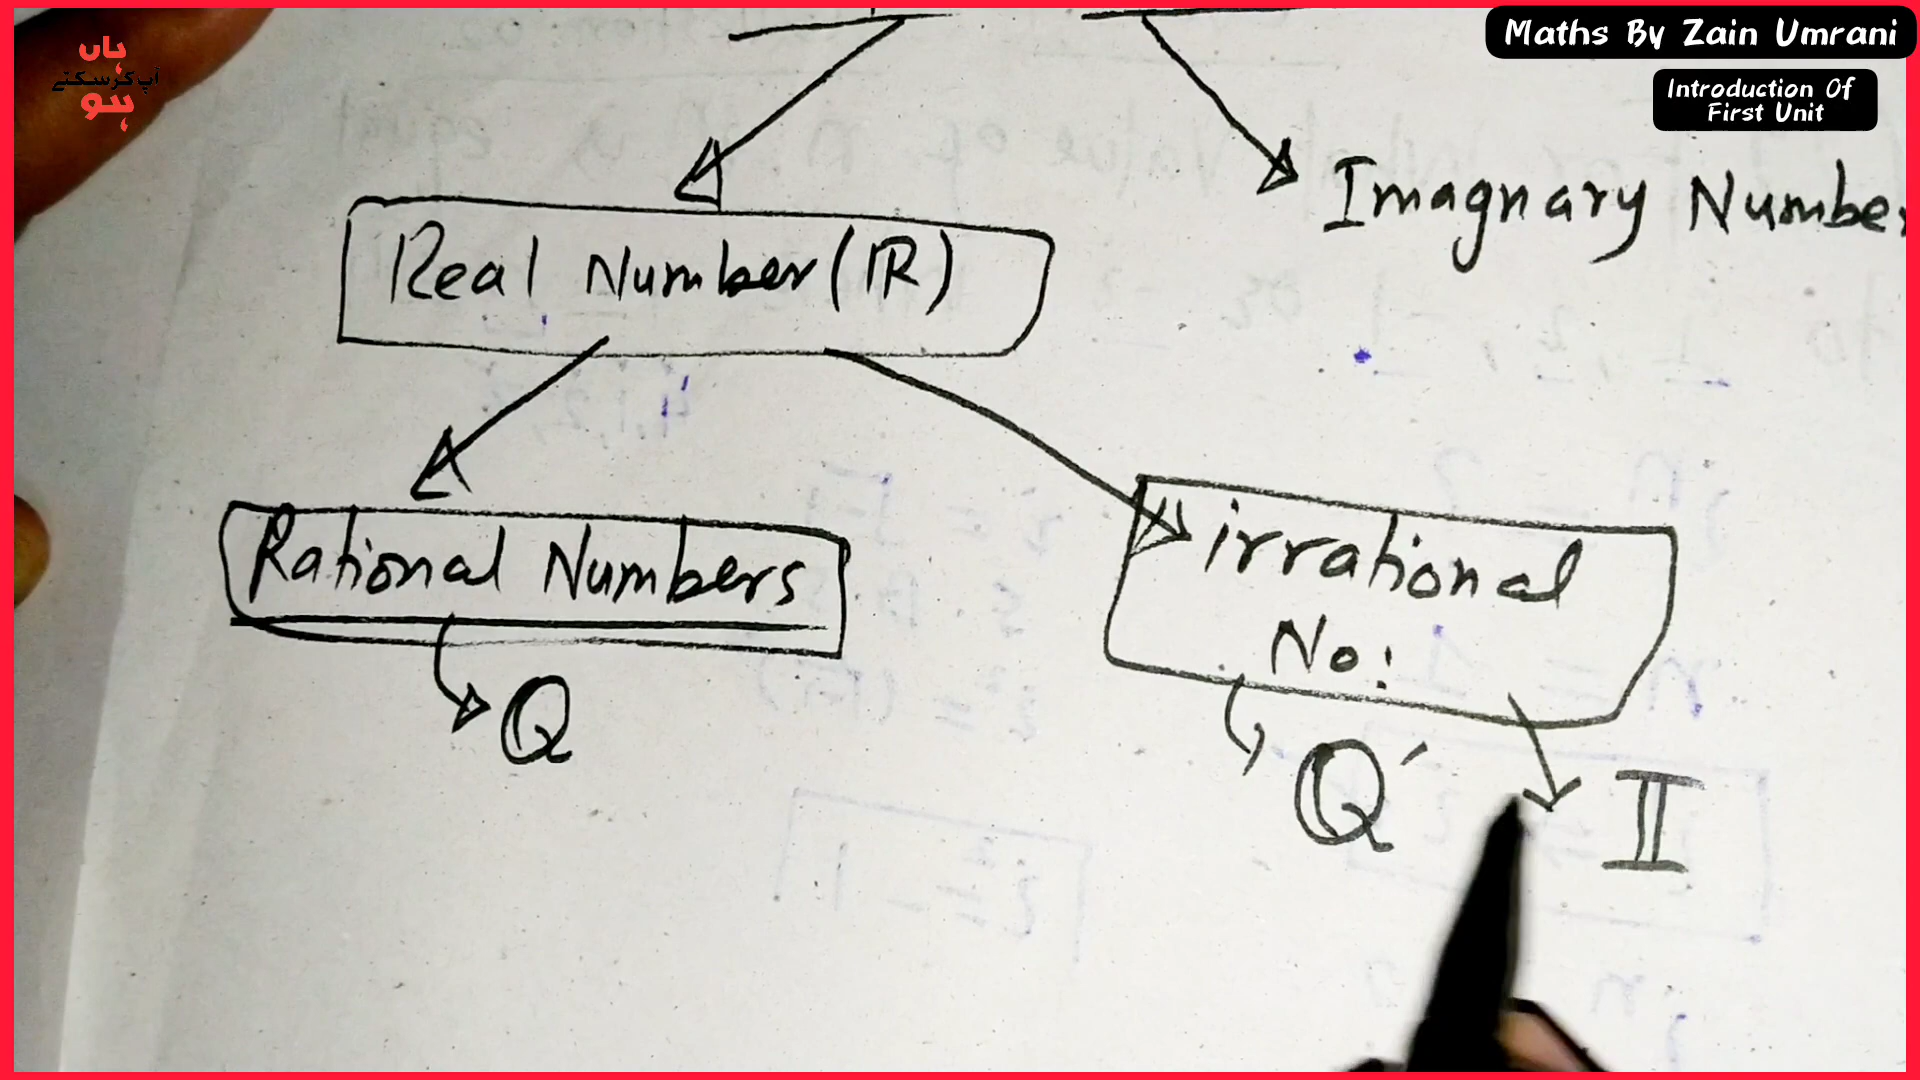 Maths By Zain Umrani
Introduction Of
First Unit
ہاں
آپ کر سکتے
ہو
Imagnary Number
Real Number (ℝ)
Rational Numbers
irrational
No:
Q
Q′
𝕀